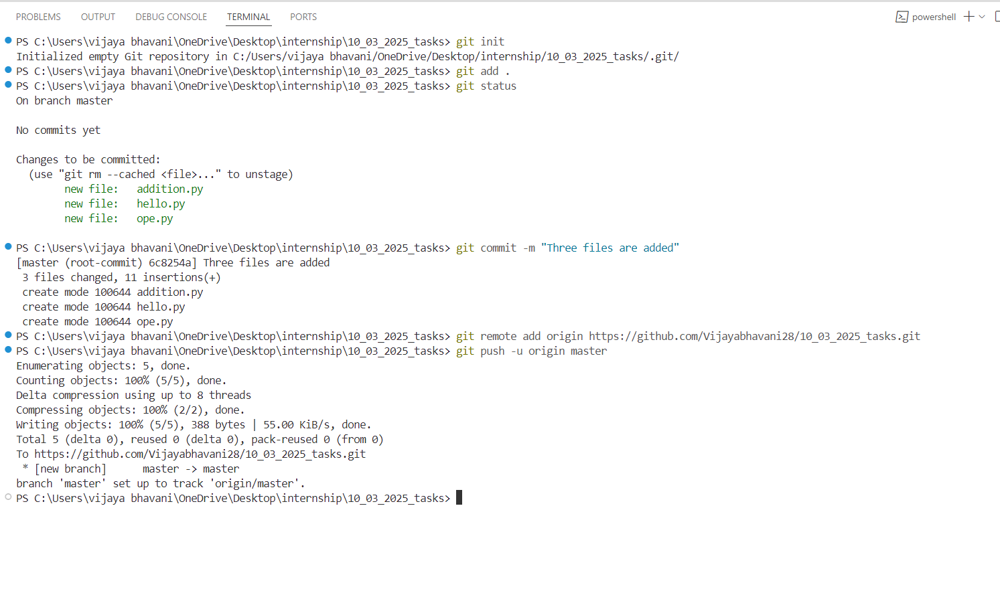 PROBLEMS OUTPUT DEBUG CONSOLE TERMINAL PORTS powershell
PS C:\Users\vijaya bhavani\OneDrive\Desktop\internship\10_03_2025_tasks> git init
Initialized empty Git repository in C:/Users/vijaya bhavani/OneDrive/Desktop/internship/10_03_2025_tasks/.git/
PS C:\Users\vijaya bhavani\OneDrive\Desktop\internship\10_03_2025_tasks> git add .
PS C:\Users\vijaya bhavani\OneDrive\Desktop\internship\10_03_2025_tasks> git status
On branch master
No commits yet
Changes to be committed:
(use "git rm --cached <file>..." to unstage)
new file: addition.py
new file: hello.py
new file: ope.py
PS C:\Users\vijaya bhavani\OneDrive\Desktop\internship\10_03_2025_tasks> git commit -m "Three files are added"
[master (root-commit) 6c8254a] Three files are added
3 files changed, 11 insertions(+)
create mode 100644 addition.py
create mode 100644 hello.py
create mode 100644 ope.py
PS C:\Users\vijaya bhavani\OneDrive\Desktop\internship\10_03_2025_tasks> git remote add origin https://github.com/Vijayabhavani28/10_03_2025_tasks.git
PS C:\Users\vijaya bhavani\OneDrive\Desktop\internship\10_03_2025_tasks> git push -u origin master
Enumerating objects: 5, done.
Counting objects: 100% (5/5), done.
Delta compression using up to 8 threads
Compressing objects: 100% (2/2), done.
Writing objects: 100% (5/5), 388 bytes | 55.00 KiB/s, done.
Total 5 (delta 0), reused 0 (delta 0), pack-reused 0 (from 0)
To https://github.com/Vijayabhavani28/10_03_2025_tasks.git
* [new branch] master -> master
branch 'master' set up to track 'origin/master'.
PS C:\Users\vijaya bhavani\OneDrive\Desktop\internship\10_03_2025_tasks>